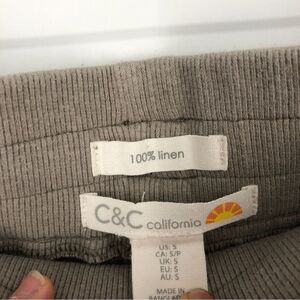 100% linen
C&C california
US: S
CA: S/P
UK: S
EU: S
AU: S
MADE IN